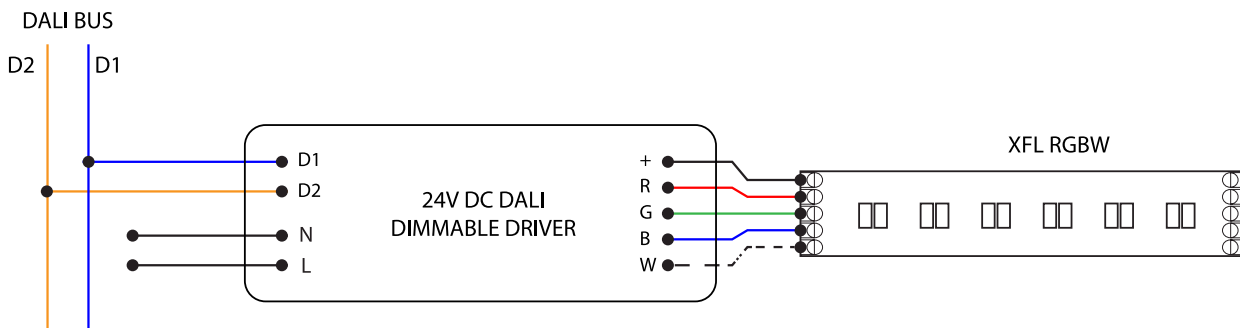 DALI BUS
D2
D1
XFL RGBW
D1
D2
N
L
24V DC DALI
DIMMABLE DRIVER
+
R
G
B
W